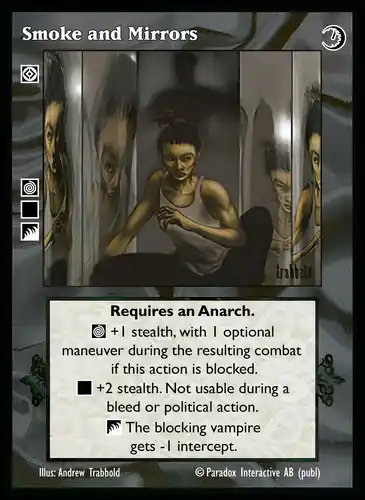 Smoke and Mirrors
trabbold
Requires an Anarch.
+1 stealth, with 1 optional
maneuver during the resulting combat
if this action is blocked.
+2 stealth. Not usable during a
bleed or political action.
The blocking vampire
gets -1 intercept.
Illus: Andrew Trabbold © Paradox Interactive AB (publ)